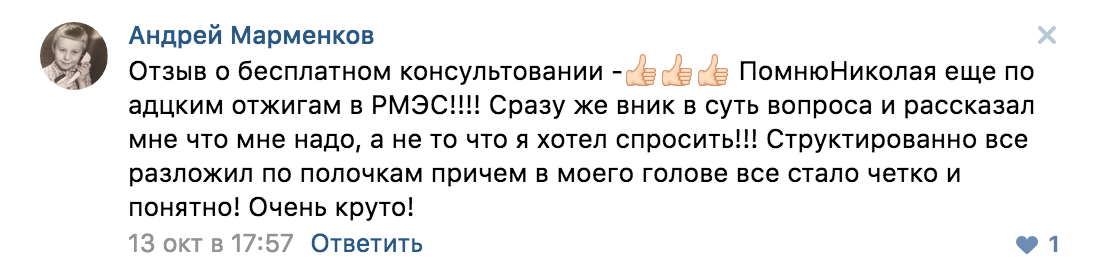 Андрей Марменков
Отзыв о бесплатном консультовании -👍🏻👍🏻👍🏻 ПомнюНиколая еще по
адцким отжигам в РМЭС!!!! Сразу же вник в суть вопроса и рассказал
мне что мне надо, а не то что я хотел спросить!!! Структированно все
разложил по полочкам причем в моего голове все стало четко и
понятно! Очень круто!
13 окт в 17:57 Ответить 1